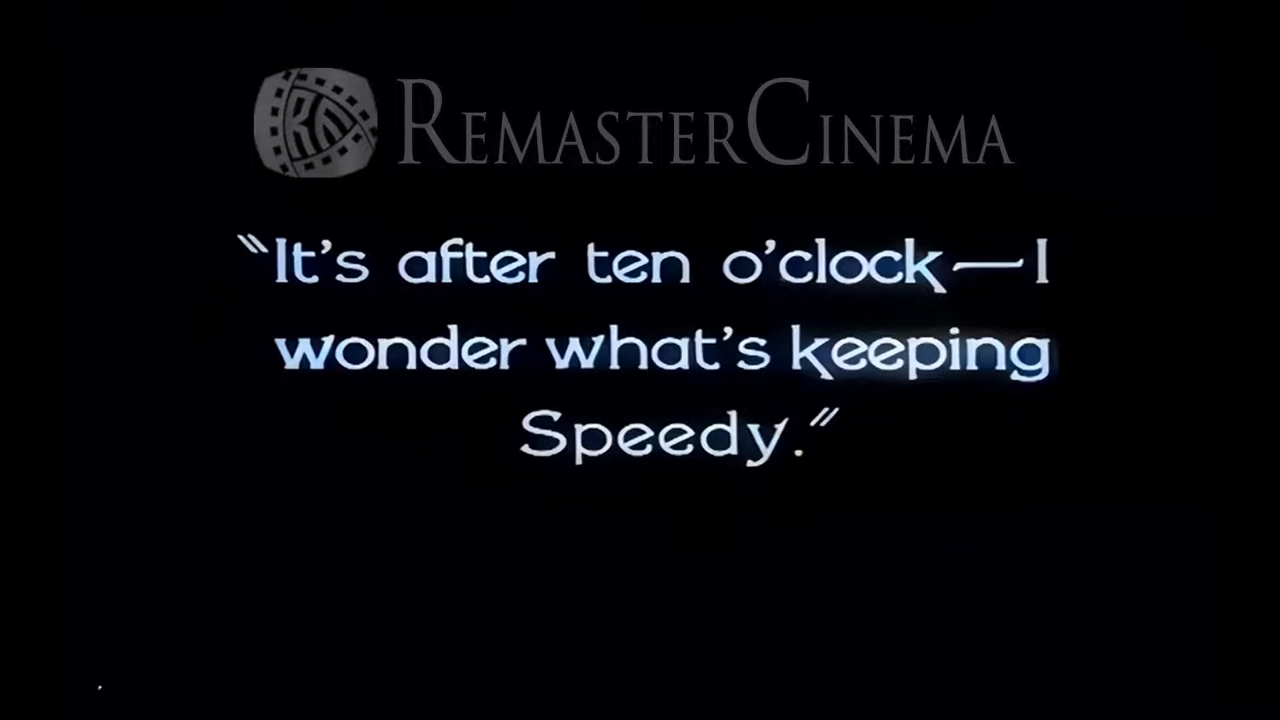 REMASTERCINEMA
"It's after ten o'clock—I
wonder what's keeping
Speedy."